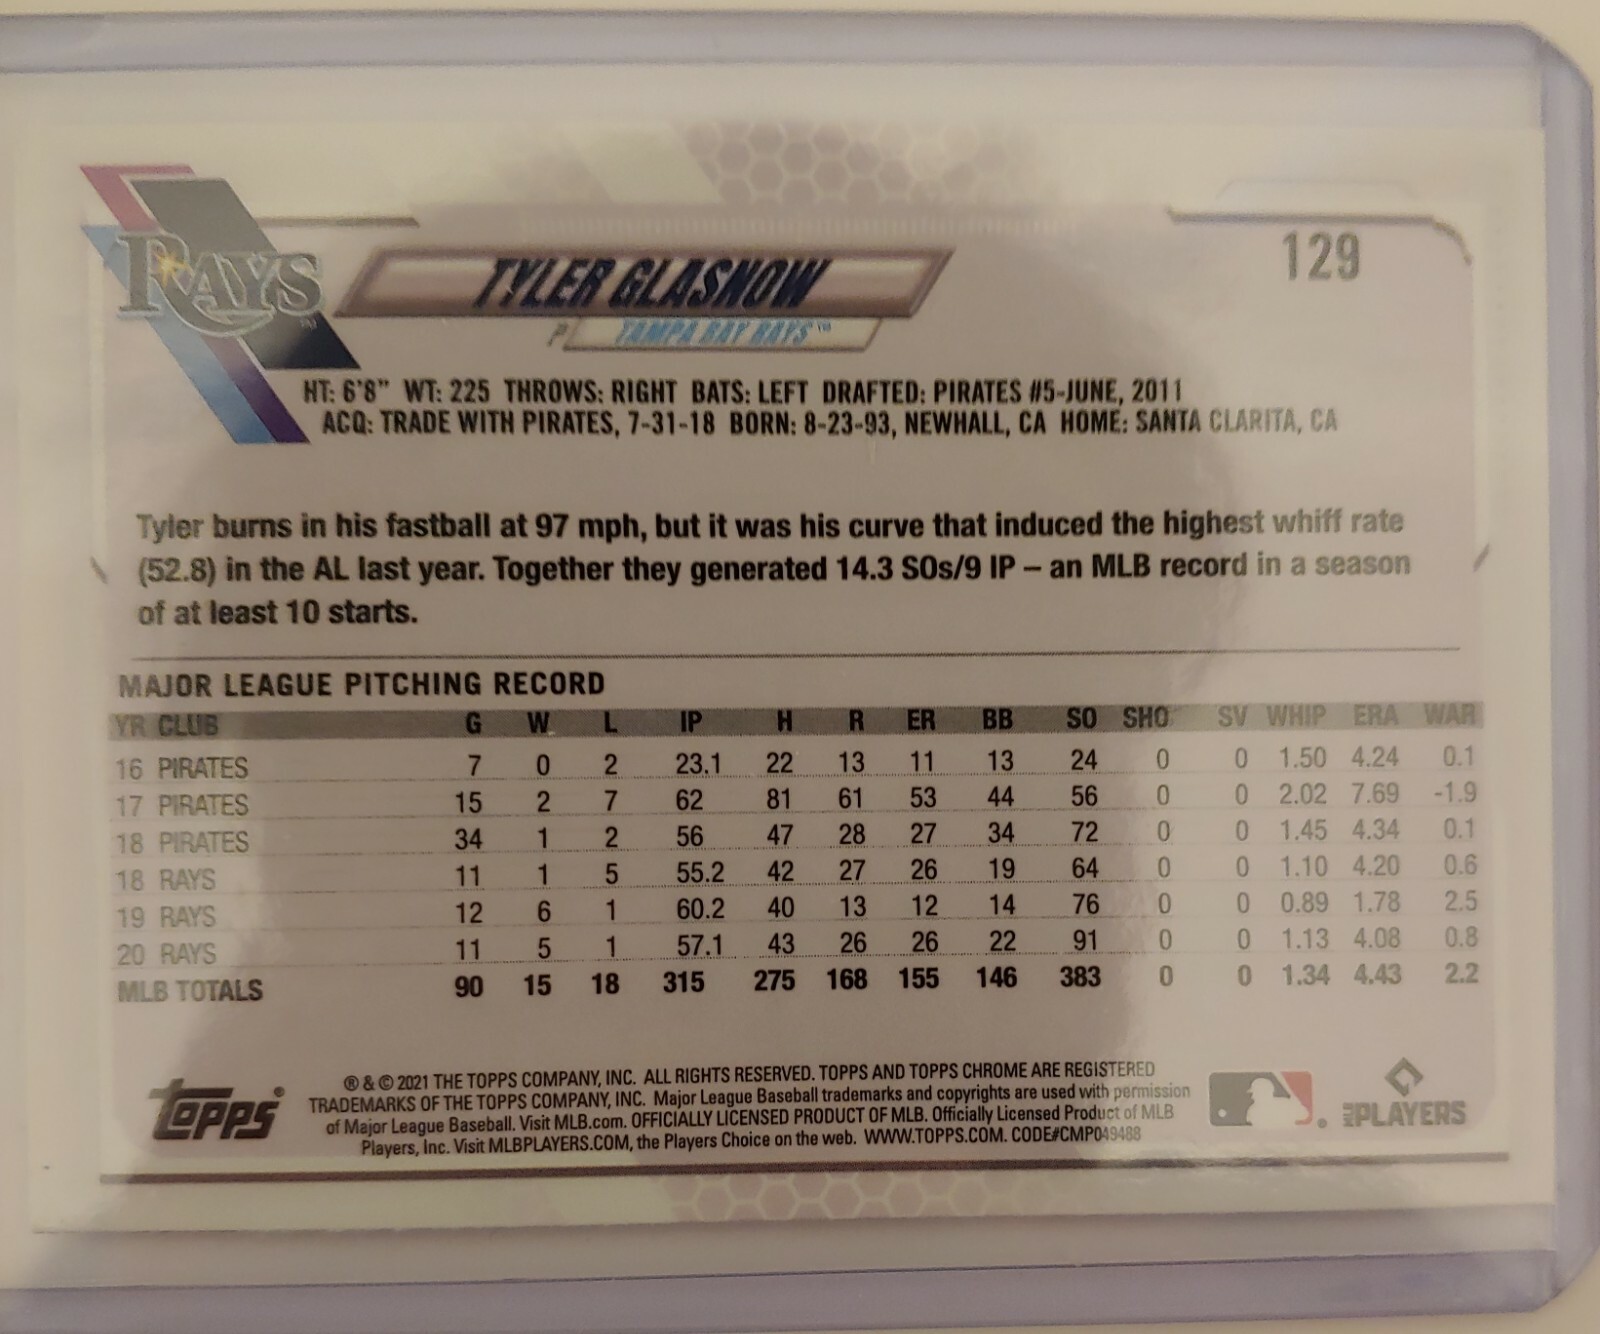 129
RAYS
TYLER GLASNOW
P TAMPA BAY RAYS™
HT: 6'8" WT: 225 THROWS: RIGHT BATS: LEFT DRAFTED: PIRATES #5-JUNE, 2011
ACQ: TRADE WITH PIRATES, 7-31-18 BORN: 8-23-93, NEWHALL, CA HOME: SANTA CLARITA, CA
Tyler burns in his fastball at 97 mph, but it was his curve that induced the highest whiff rate
(52.8) in the AL last year. Together they generated 14.3 SOs/9 IP – an MLB record in a season
of at least 10 starts.
MAJOR LEAGUE PITCHING RECORD
YR CLUB G W L IP H R ER BB SO SHO SV WHIP ERA WAR
16 PIRATES 7 0 2 23.1 22 13 11 13 24 0 0 1.50 4.24 0.1
17 PIRATES 15 2 7 62 81 61 53 44 56 0 0 2.02 7.69 -1.9
18 PIRATES 34 1 2 56 47 28 27 34 72 0 0 1.45 4.34 0.1
18 RAYS 11 1 5 55.2 42 27 26 19 64 0 0 1.10 4.20 0.6
19 RAYS 12 6 1 60.2 40 13 12 14 76 0 0 0.89 1.78 2.5
20 RAYS 11 5 1 57.1 43 26 26 22 91 0 0 1.13 4.08 0.8
MLB TOTALS 90 15 18 315 275 168 155 146 383 0 0 1.34 4.43 2.2
TOPPS®
® & © 2021 THE TOPPS COMPANY, INC. ALL RIGHTS RESERVED. TOPPS AND TOPPS CHROME ARE REGISTERED
TRADEMARKS OF THE TOPPS COMPANY, INC. Major League Baseball trademarks and copyrights are used with permission
of Major League Baseball. Visit MLB.com. OFFICIALLY LICENSED PRODUCT OF MLB. Officially Licensed Product of MLB
Players, Inc. Visit MLBPLAYERS.COM, the Players Choice on the web. WWW.TOPPS.COM. CODE#CMP049488
MLB PLAYERS